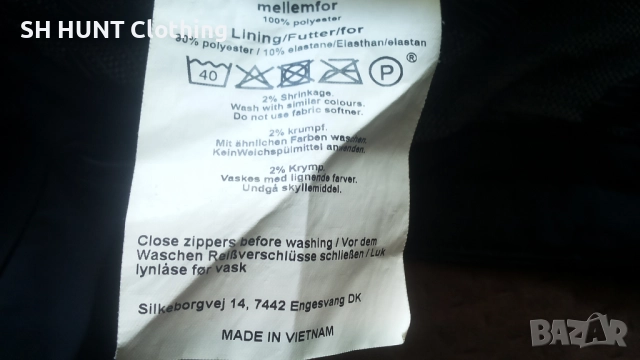 SH HUNT Clothing
mellemfor
100% polyester
Lining/Futter/for
90% polyester / 10% elastane/Elasthan/elastan
40 P ®
2% Shrinkage.
Wash with similar colours.
Do not use fabric softner.
2% krumpf.
Mit ähnlichen Farben waschen.
KeinWeichspülmittel anwenden.
2% Krymp.
Vaskes med lignende farver.
Undgå skyllemiddel.
Close zippers before washing / Vor dem
Waschen Reißverschlüsse schließen / Luk
lynlåse før vask
Silkeborgvej 14, 7442 Engesvang DK
MADE IN VIETNAM
BAZAR